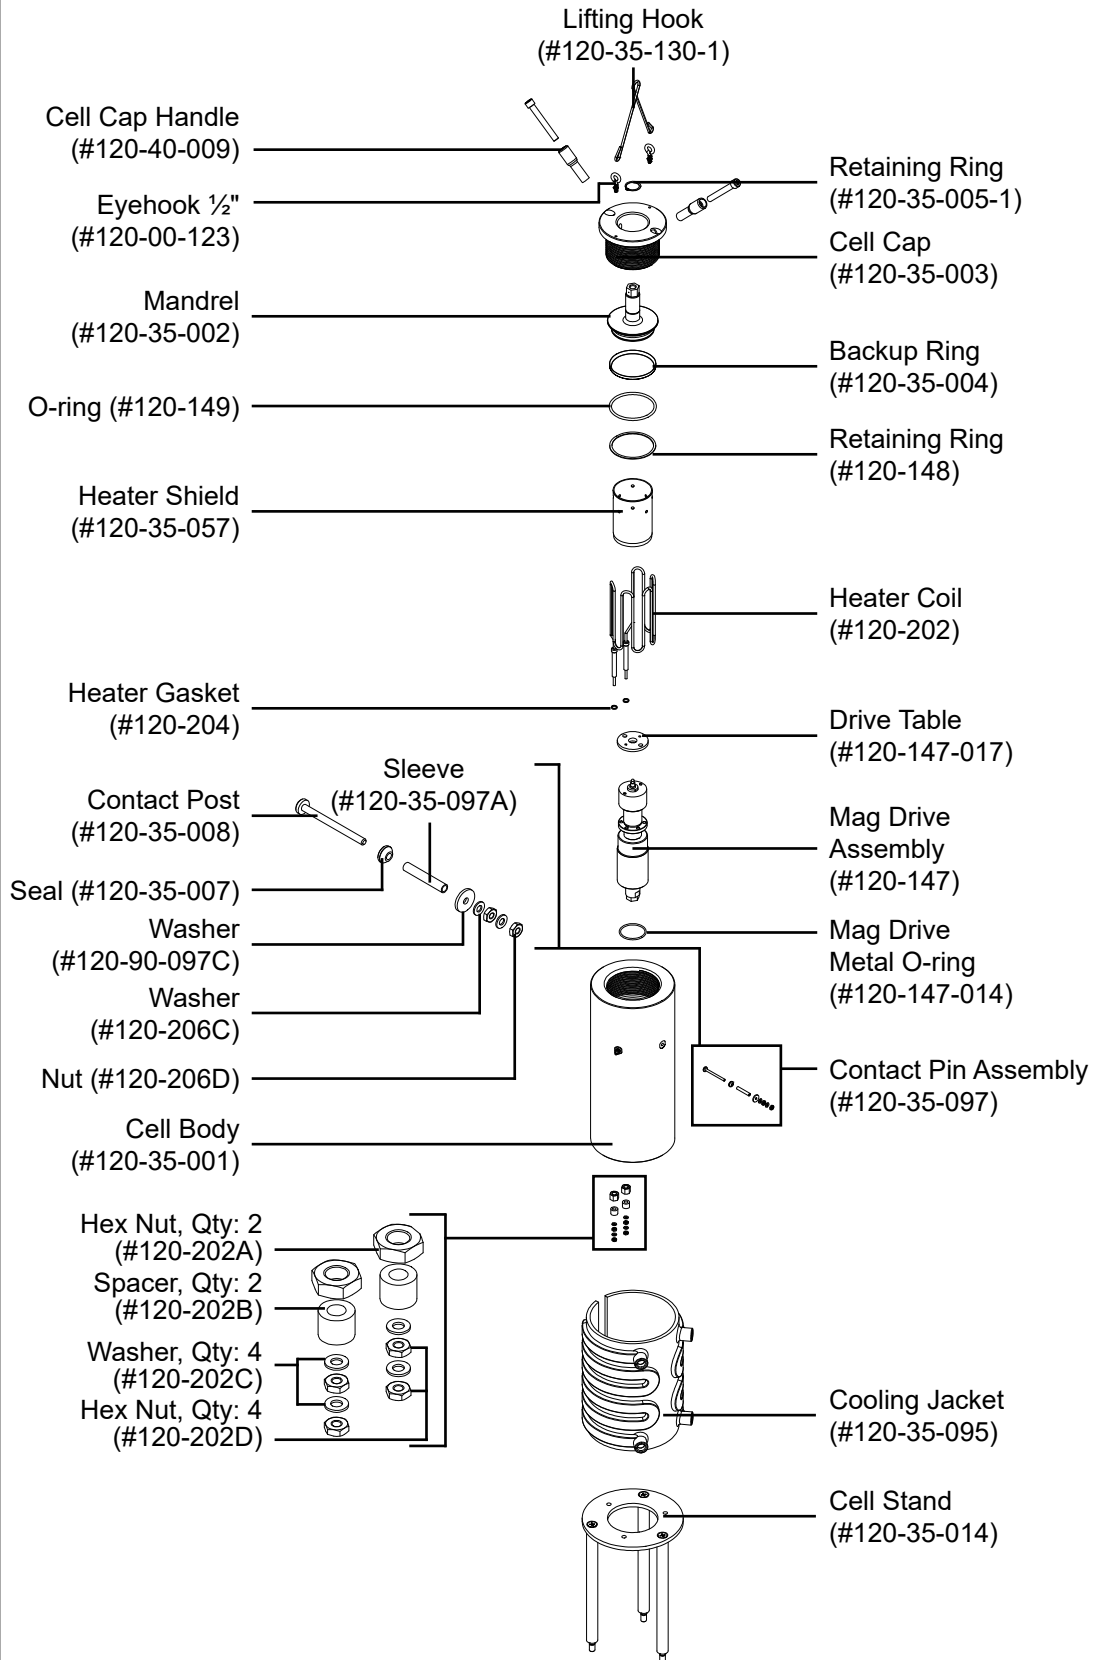 Lifting Hook
(#120-35-130-1)
Cell Cap Handle
(#120-40-009)
Eyehook ½"
(#120-00-123)
Mandrel
(#120-35-002)
O-ring (#120-149)
Heater Shield
(#120-35-057)
Heater Gasket
(#120-204)
Sleeve
(#120-35-097A)
Contact Post
(#120-35-008)
Seal (#120-35-007)
Washer
(#120-90-097C)
Washer
(#120-206C)
Nut (#120-206D)
Cell Body
(#120-35-001)
Hex Nut, Qty: 2
(#120-202A)
Spacer, Qty: 2
(#120-202B)
Washer, Qty: 4
(#120-202C)
Hex Nut, Qty: 4
(#120-202D)
Retaining Ring
(#120-35-005-1)
Cell Cap
(#120-35-003)
Backup Ring
(#120-35-004)
Retaining Ring
(#120-148)
Heater Coil
(#120-202)
Drive Table
(#120-147-017)
Mag Drive
Assembly
(#120-147)
Mag Drive
Metal O-ring
(#120-147-014)
Contact Pin Assembly
(#120-35-097)
Cooling Jacket
(#120-35-095)
Cell Stand
(#120-35-014)